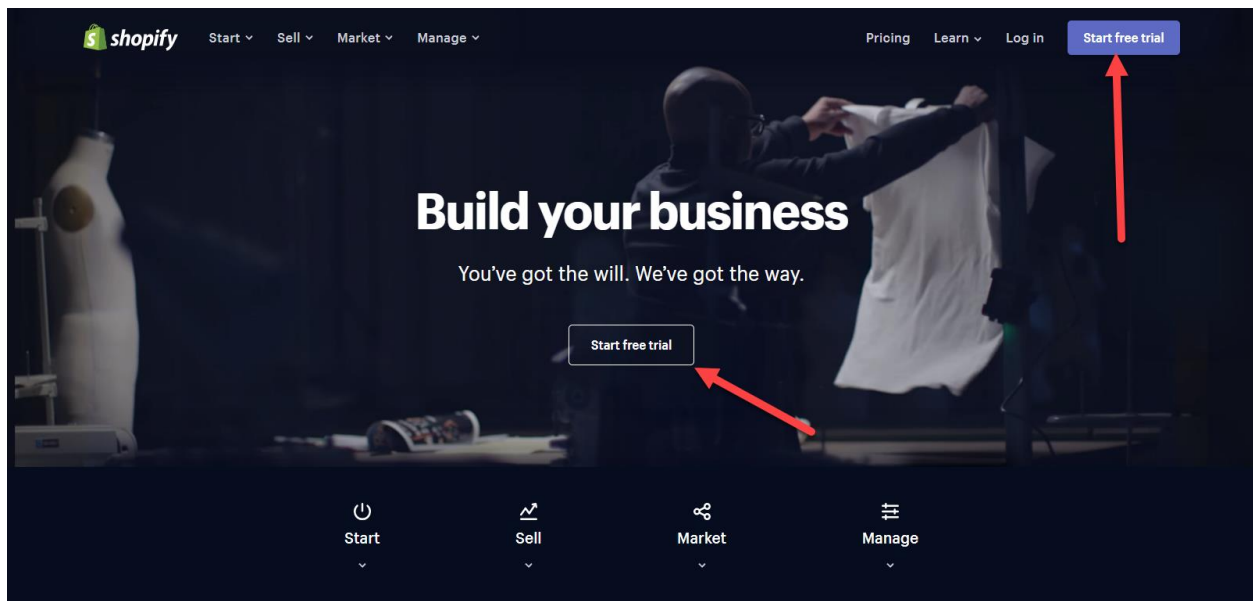 shopify Start Sell Market Manage Pricing Learn Log in Start free trial
Build your business
You've got the will. We've got the way.
Start free trial
Start Sell Market Manage